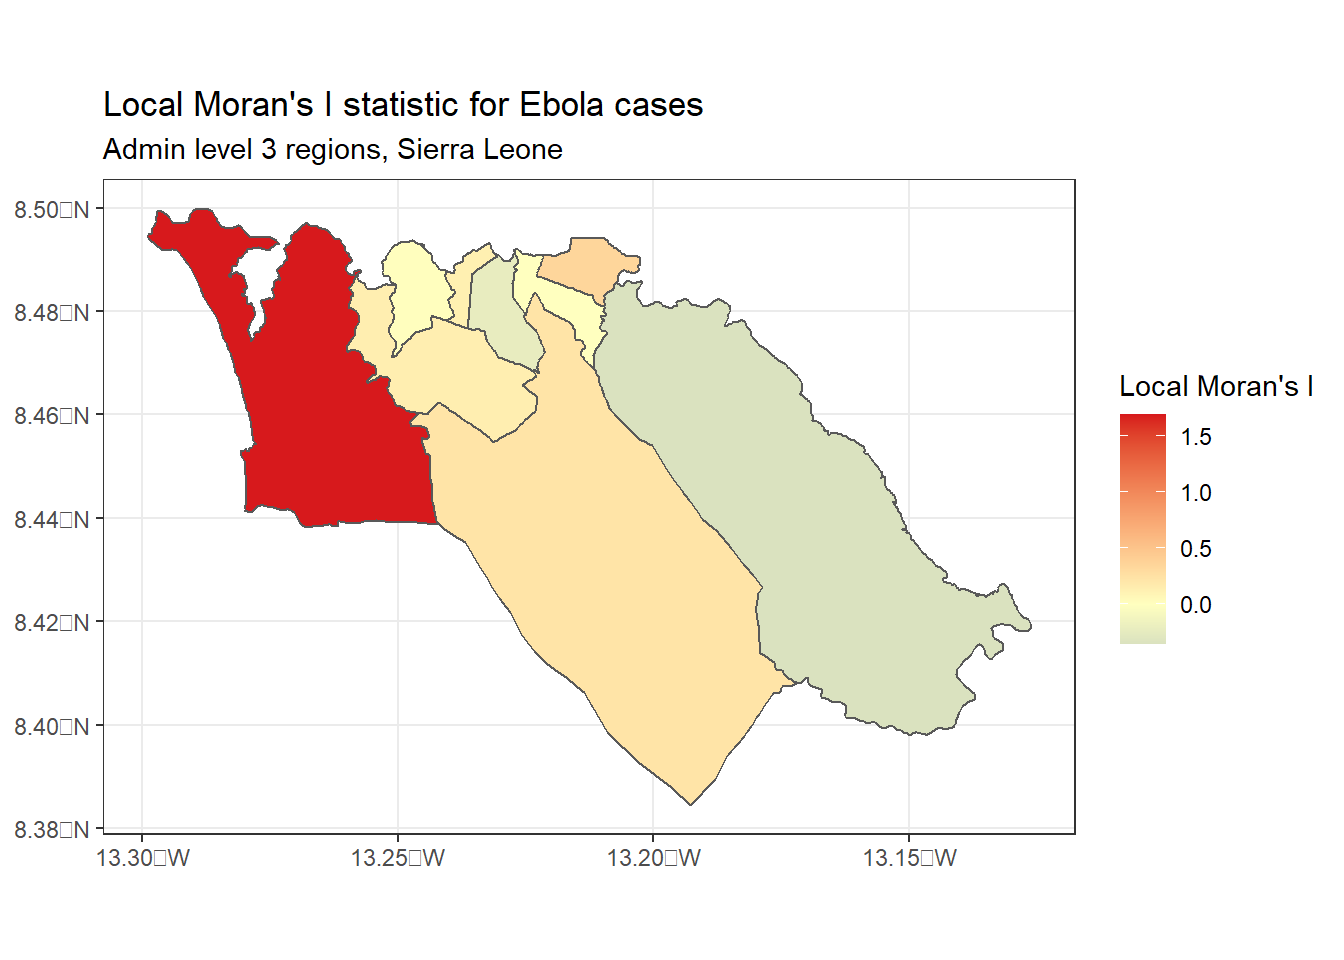 Local Moran's I statistic for Ebola cases
Admin level 3 regions, Sierra Leone
8.50□N
8.48□N
8.46□N
8.44□N
8.42□N
8.40□N
8.38□N
13.30□W
13.25□W
13.20□W
13.15□W
Local Moran's I
1.5
1.0
0.5
0.0